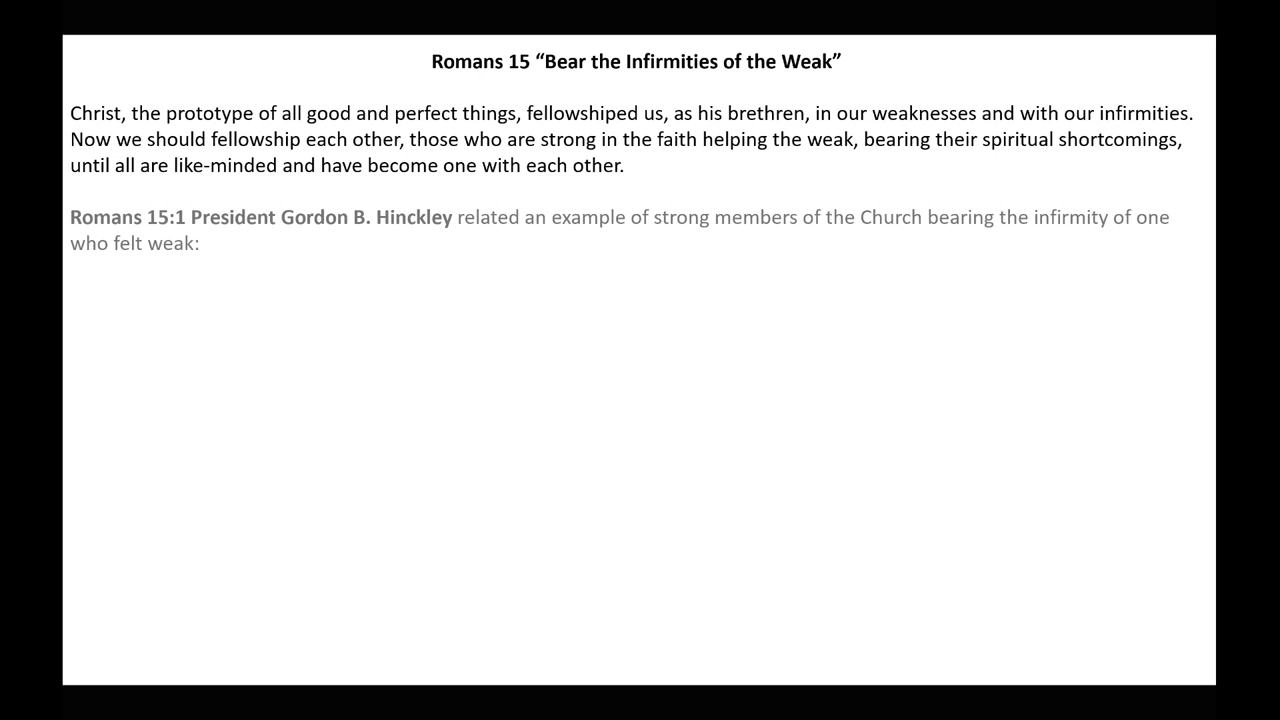 Romans 15 “Bear the Infirmities of the Weak”
Christ, the prototype of all good and perfect things, fellowshiped us, as his brethren, in our weaknesses and with our infirmities.
Now we should fellowship each other, those who are strong in the faith helping the weak, bearing their spiritual shortcomings,
until all are like-minded and have become one with each other.
Romans 15:1 President Gordon B. Hinckley related an example of strong members of the Church bearing the infirmity of one
who felt weak: